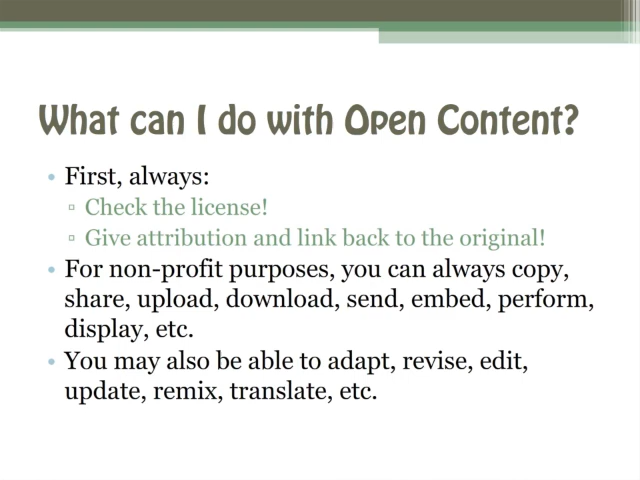 What can I do with Open Content?
• First, always:
▫ Check the license!
▫ Give attribution and link back to the original!
• For non-profit purposes, you can always copy,
share, upload, download, send, embed, perform,
display, etc.
• You may also be able to adapt, revise, edit,
update, remix, translate, etc.